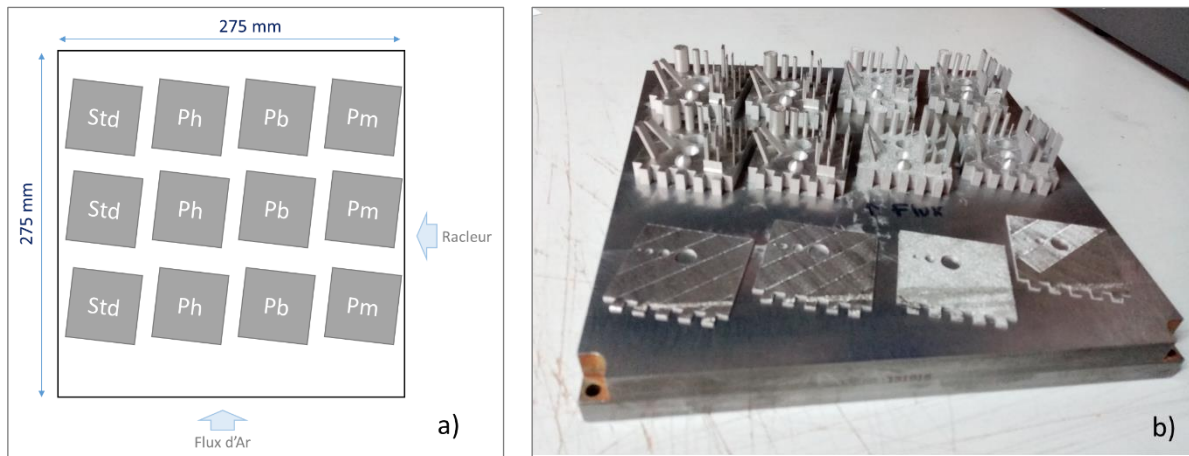 275 mm
275 mm
Std Ph Pb Pm
Std Ph Pb Pm
Std Ph Pb Pm
Racleur
Flux d'Ar
a)
↑ Flux
b)